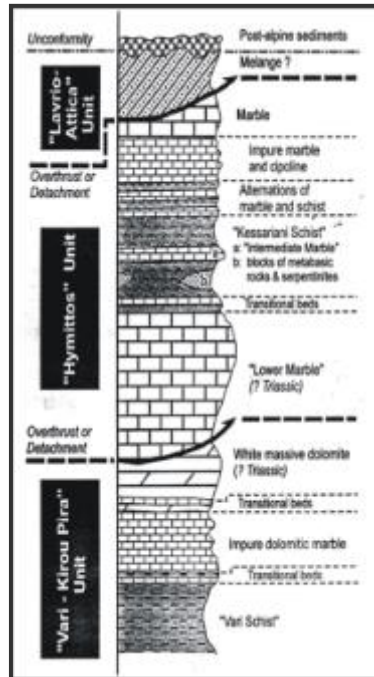 Unconformity
Post-alpine sediments
Melange ?
"Lavrio-
Attica"
Unit
Marble
Overthrust or
Detachment
Impure marble
and cipoline
Alternations of
marble and schist
"Kessariani Schist"
a: "Intermediate Marble"
b: blocks of metabasic
rocks & serpentinites
b
Transitional beds
"Hymittos" Unit
"Lower Marble"
(? Triassic)
Overthrust or
Detachment
White massive dolomite
(? Triassic)
Transitional beds
"Vari - Kirou Pira"
Unit
Impure dolomitic marble
Transitional beds
"Vari Schist"